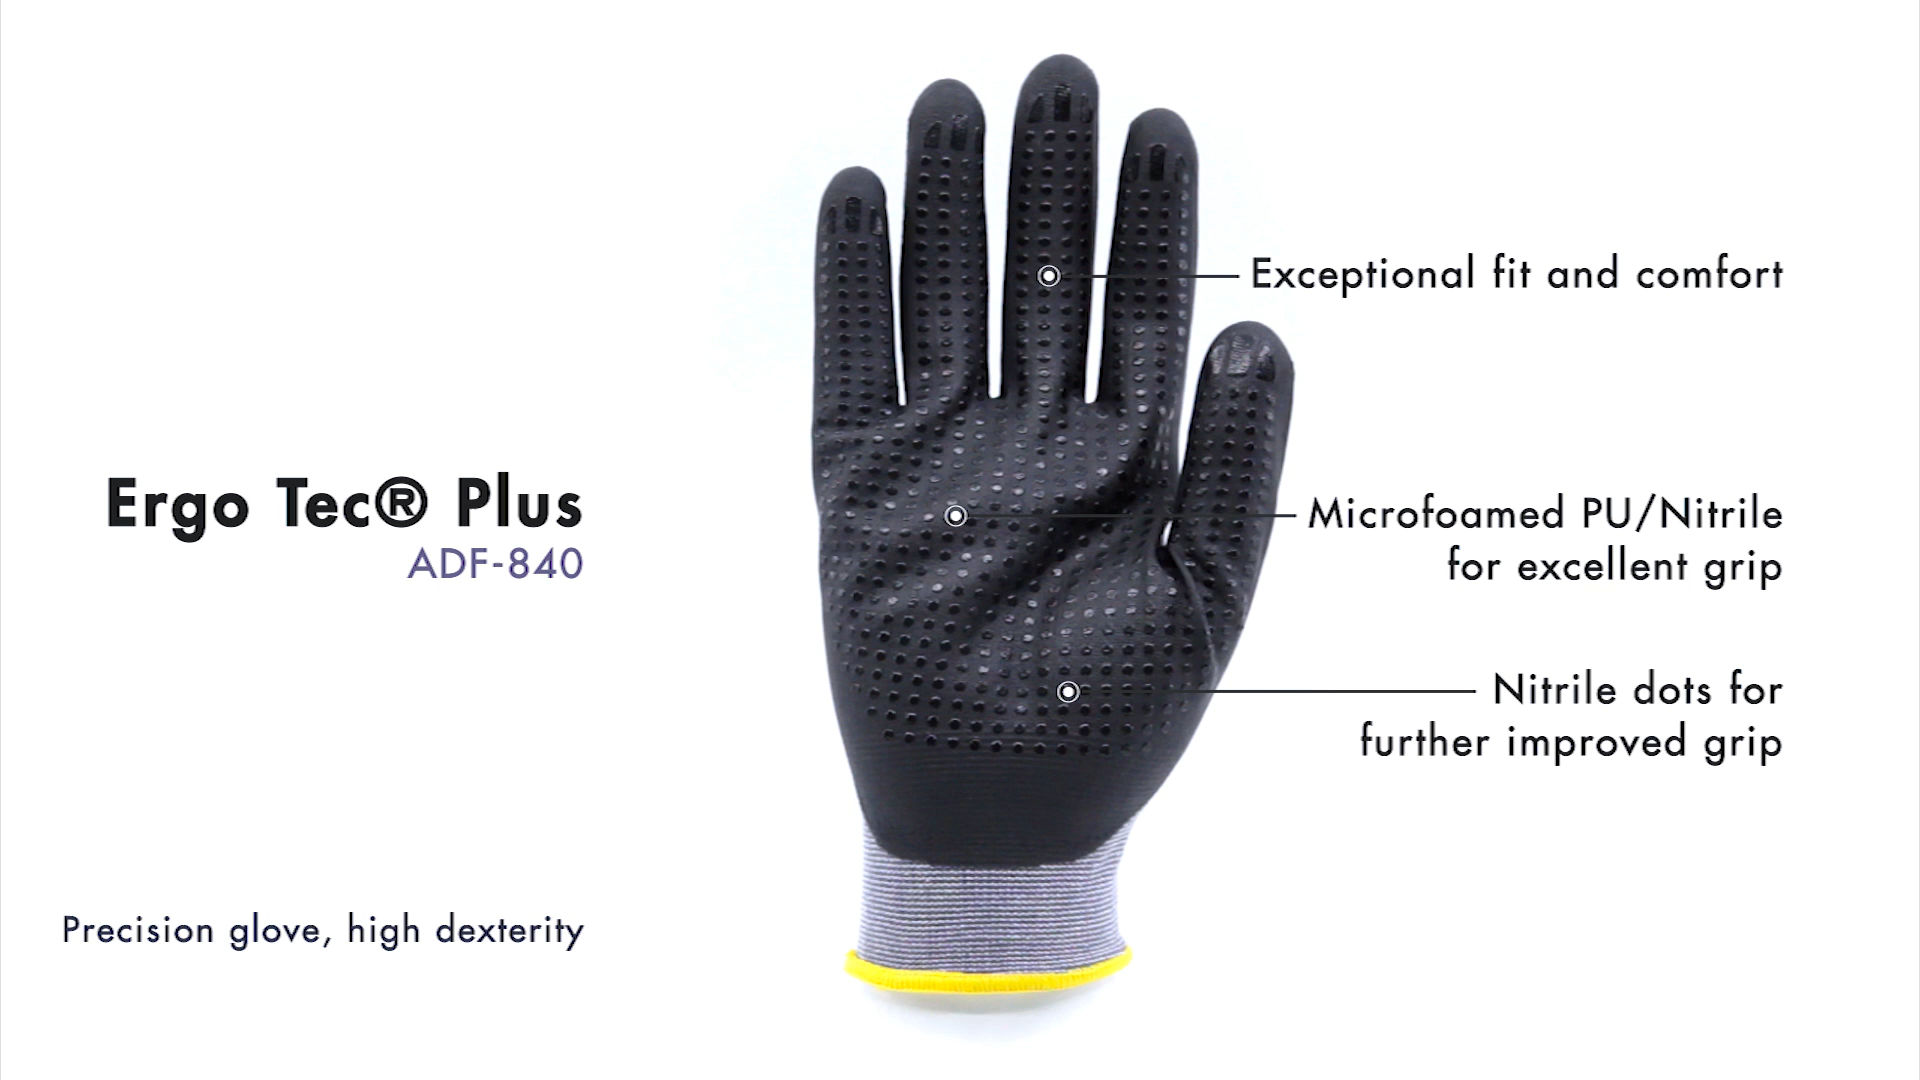 Ergo Tec® Plus
ADF-840
Precision glove, high dexterity
Exceptional fit and comfort
Microfoamed PU/Nitrile
for excellent grip
Nitrile dots for
further improved grip